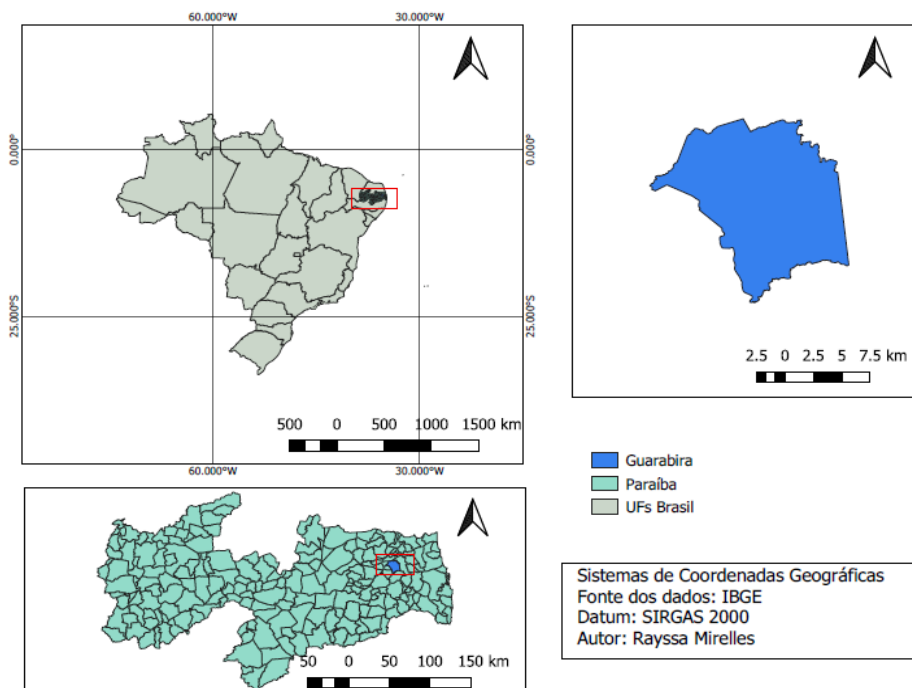 60.000°W 30.000°W
0.000° 0.000°
25.000°S 25.000°S
500 0 500 1000 1500 km
60.000°W 30.000°W
2.5 0 2.5 5 7.5 km
Guarabira
Paraíba
UFs Brasil
50 0 50 100 150 km
Sistemas de Coordenadas Geográficas
Fonte dos dados: IBGE
Datum: SIRGAS 2000
Autor: Rayssa Mirelles